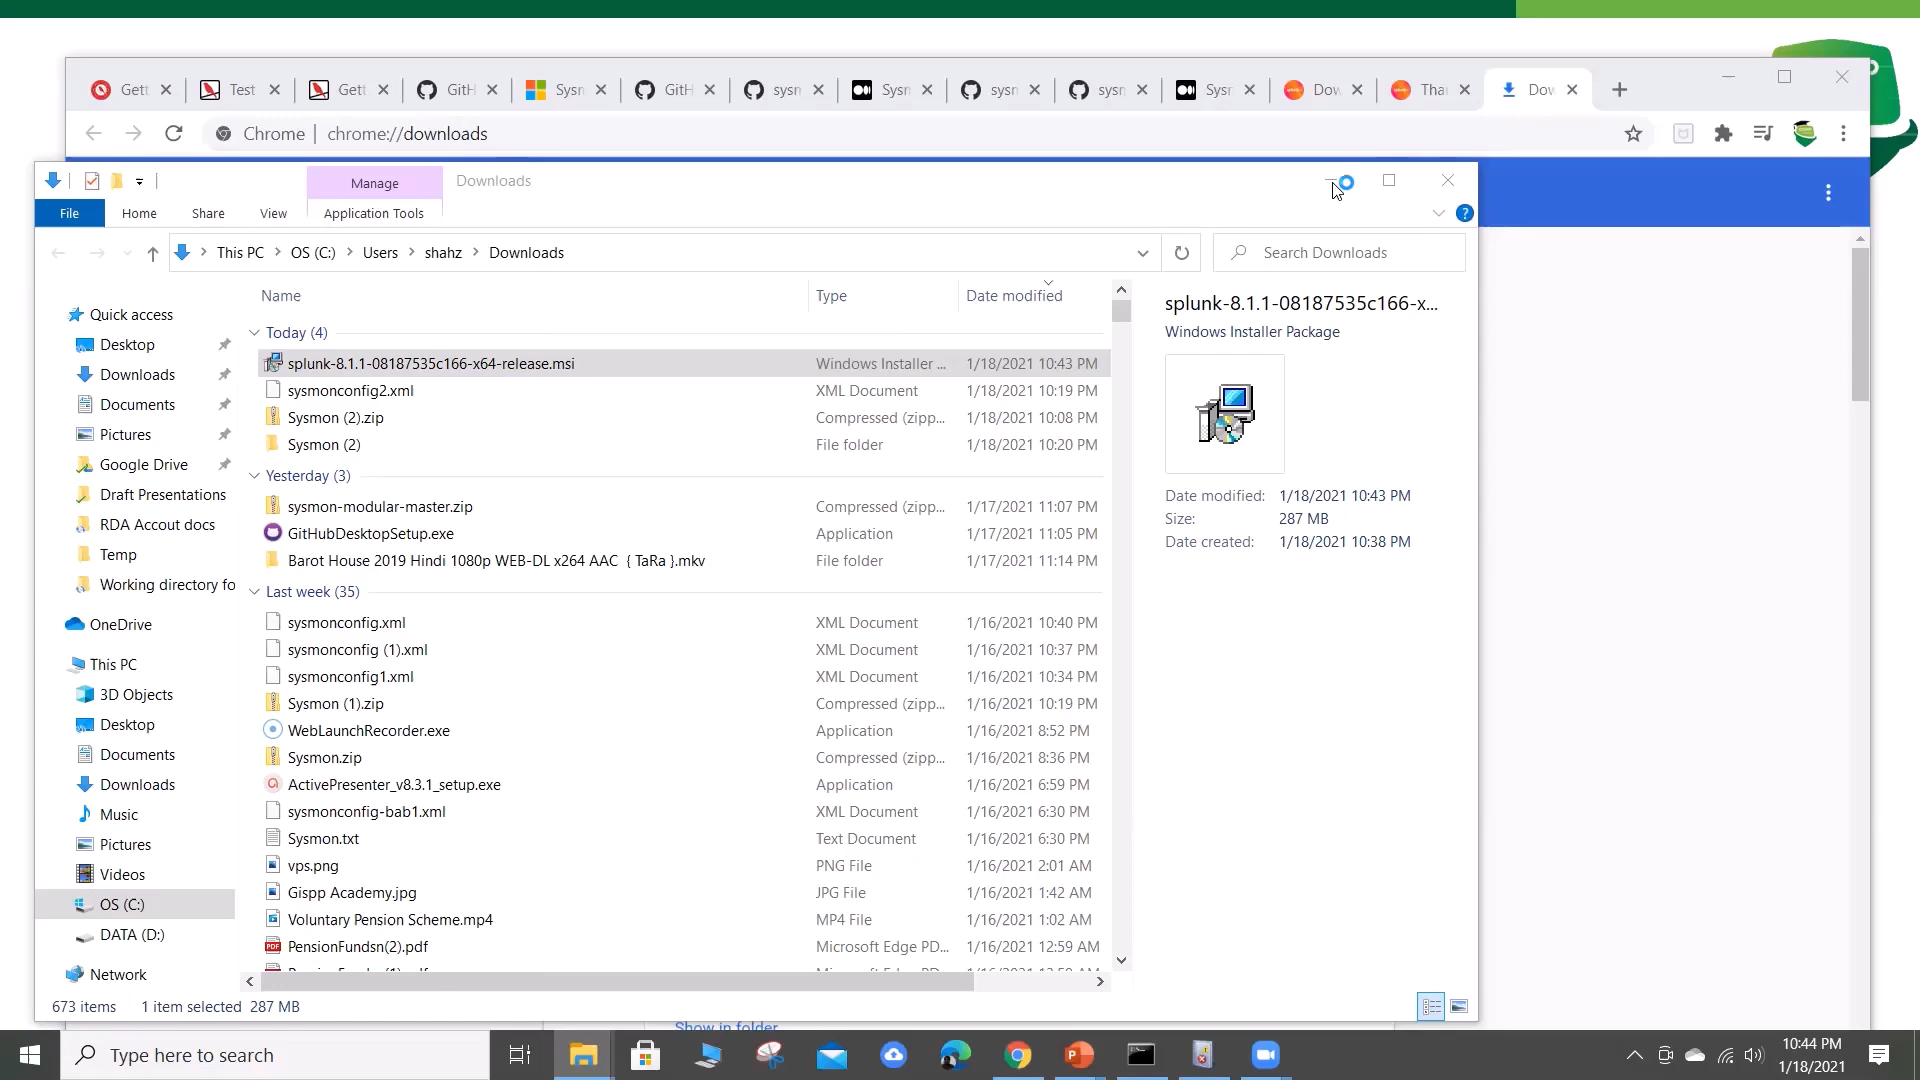 Gett
Test
Gett
GitH
Sysn
GitH
sysn
Sysn
sysn
sysn
Sysn
Dow
Tha
Dow
Chrome | chrome://downloads
Manage
Downloads
File
Home
Share
View
Application Tools
This PC > OS (C:) > Users > shahz > Downloads
Search Downloads
Name
Type
Date modified
Quick access
Desktop
Downloads
Documents
Pictures
Google Drive
Draft Presentations
RDA Accout docs
Temp
Working directory fo
OneDrive
This PC
3D Objects
Desktop
Documents
Downloads
Music
Pictures
Videos
OS (C:)
DATA (D:)
Network
Today (4)
splunk-8.1.1-08187535c166-x64-release.msi Windows Installer ... 1/18/2021 10:43 PM
sysmonconfig2.xml XML Document 1/18/2021 10:19 PM
Sysmon (2).zip Compressed (zipp... 1/18/2021 10:08 PM
Sysmon (2) File folder 1/18/2021 10:20 PM
Yesterday (3)
sysmon-modular-master.zip Compressed (zipp... 1/17/2021 11:07 PM
GitHubDesktopSetup.exe Application 1/17/2021 11:05 PM
Barot House 2019 Hindi 1080p WEB-DL x264 AAC { TaRa }.mkv File folder 1/17/2021 11:14 PM
Last week (35)
sysmonconfig.xml XML Document 1/16/2021 10:40 PM
sysmonconfig (1).xml XML Document 1/16/2021 10:37 PM
sysmonconfig1.xml XML Document 1/16/2021 10:34 PM
Sysmon (1).zip Compressed (zipp... 1/16/2021 10:19 PM
WebLaunchRecorder.exe Application 1/16/2021 8:52 PM
Sysmon.zip Compressed (zipp... 1/16/2021 8:36 PM
ActivePresenter_v8.3.1_setup.exe Application 1/16/2021 6:59 PM
sysmonconfig-bab1.xml XML Document 1/16/2021 6:30 PM
Sysmon.txt Text Document 1/16/2021 6:30 PM
vps.png PNG File 1/16/2021 2:01 AM
Gispp Academy.jpg JPG File 1/16/2021 1:42 AM
Voluntary Pension Scheme.mp4 MP4 File 1/16/2021 1:02 AM
PensionFundsn(2).pdf Microsoft Edge PD... 1/16/2021 12:59 AM
splunk-8.1.1-08187535c166-x...
Windows Installer Package
Date modified: 1/18/2021 10:43 PM
Size: 287 MB
Date created: 1/18/2021 10:38 PM
673 items 1 item selected 287 MB
Show in folder
Type here to search
10:44 PM
1/18/2021